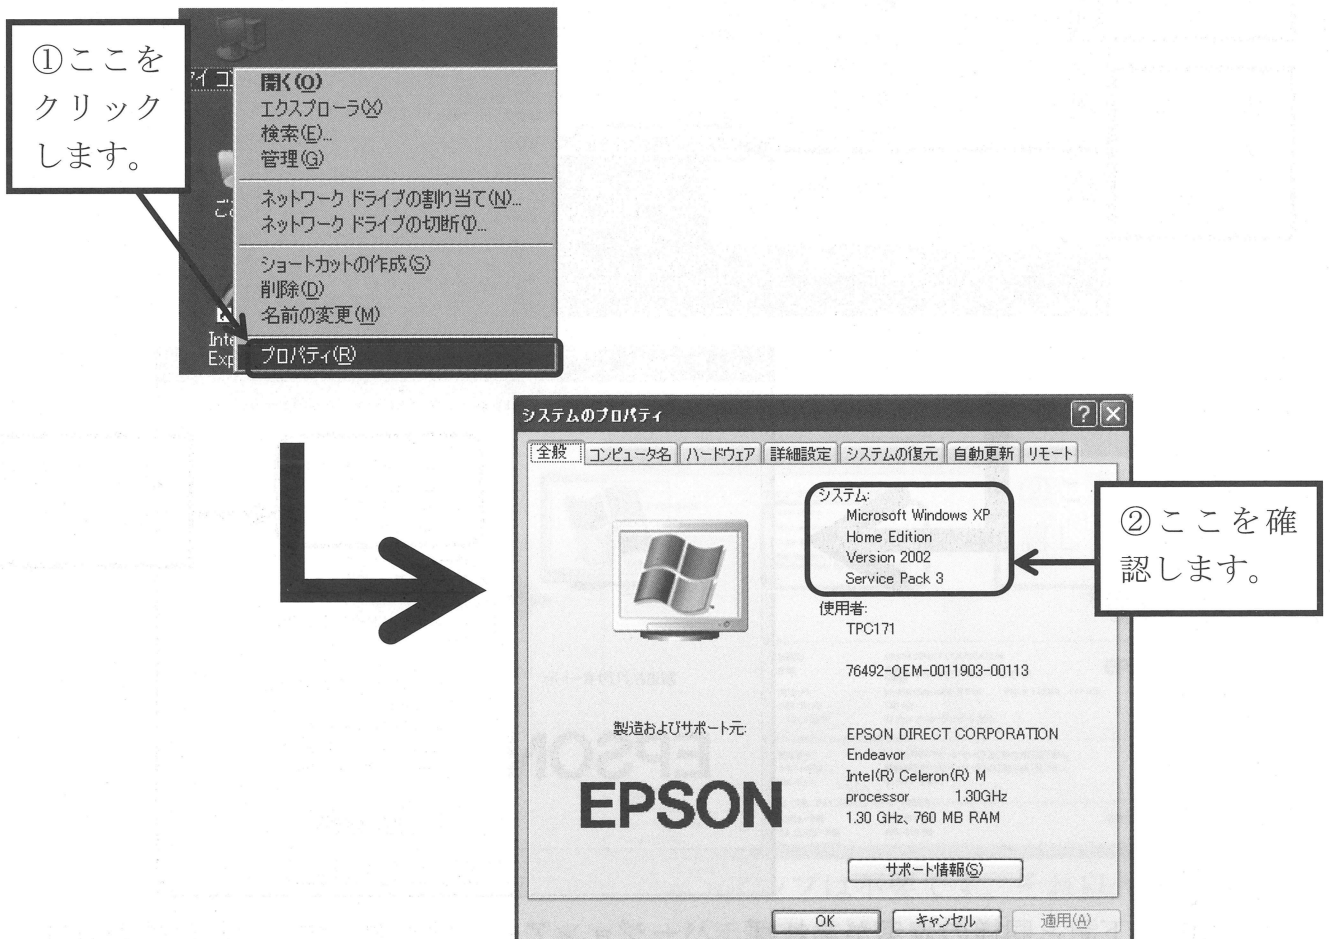 ①ここを
クリック
します。
開く(O)
エクスプローラ(X)
検索(E)...
管理(G)
ネットワーク ドライブの割り当て(N)...
ネットワーク ドライブの切断(I)...
ショートカットの作成(S)
削除(D)
名前の変更(M)
プロパティ(R)
マイ コ
ご
Inte
Exp
システムのプロパティ
全般 コンピュータ名 ハードウェア 詳細設定 システムの復元 自動更新 リモート
システム:
Microsoft Windows XP
Home Edition
Version 2002
Service Pack 3
②ここを確
認します。
使用者:
TPC171
76492-OEM-0011903-00113
製造およびサポート元:
EPSON
EPSON DIRECT CORPORATION
Endeavor
Intel(R) Celeron(R) M
processor 1.30GHz
1.30 GHz、760 MB RAM
サポート情報(S)
OK キャンセル 適用(A)